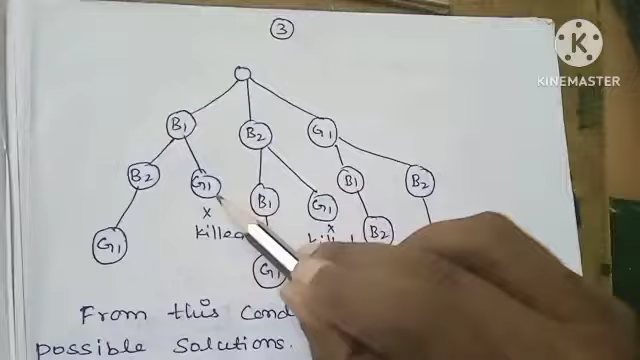 3
K
KINEMASTER
B1 B2 G1
B2 G1 B1 G1 B1 B2
x x
killed killed
G1 G1 B2
From this
possible solutions.